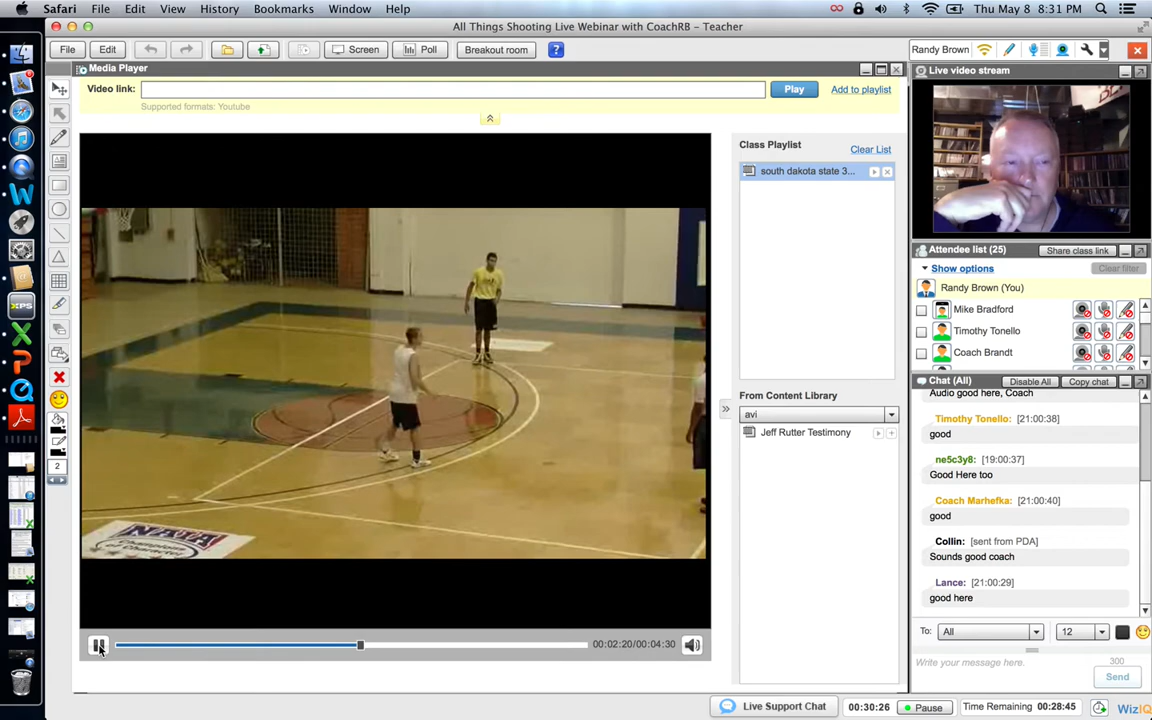 Safari File Edit View History Bookmarks Window Help Thu May 8 8:31 PM
All Things Shooting Live Webinar with CoachRB - Teacher
File Edit Screen Poll Breakout room ? Randy Brown
Media Player
Live video stream
Video link: Play Add to playlist
Supported formats: Youtube
Class Playlist
Clear List
south dakota state 3...
Attendee list (25) Share class link
Show options Clear filter
Randy Brown (You)
Mike Bradford
Timothy Tonello
Coach Brandt
Chat (All) Disable All Copy chat
Audio good here, Coach
Timothy Tonello: [21:00:38]
good
ne5c3y8: [19:00:37]
Good Here too
Coach Marhefka: [21:00:40]
good
Collin: [sent from PDA]
Sounds good coach
Lance: [21:00:29]
good here
From Content Library
avi
Jeff Rutter Testimony
XPS
2
NAIA
Champions of Character
00:02:20/00:04:30
To: All 12
Write your message here. 300
Send
Live Support Chat 00:30:26 Pause Time Remaining 00:28:45 WizIQ